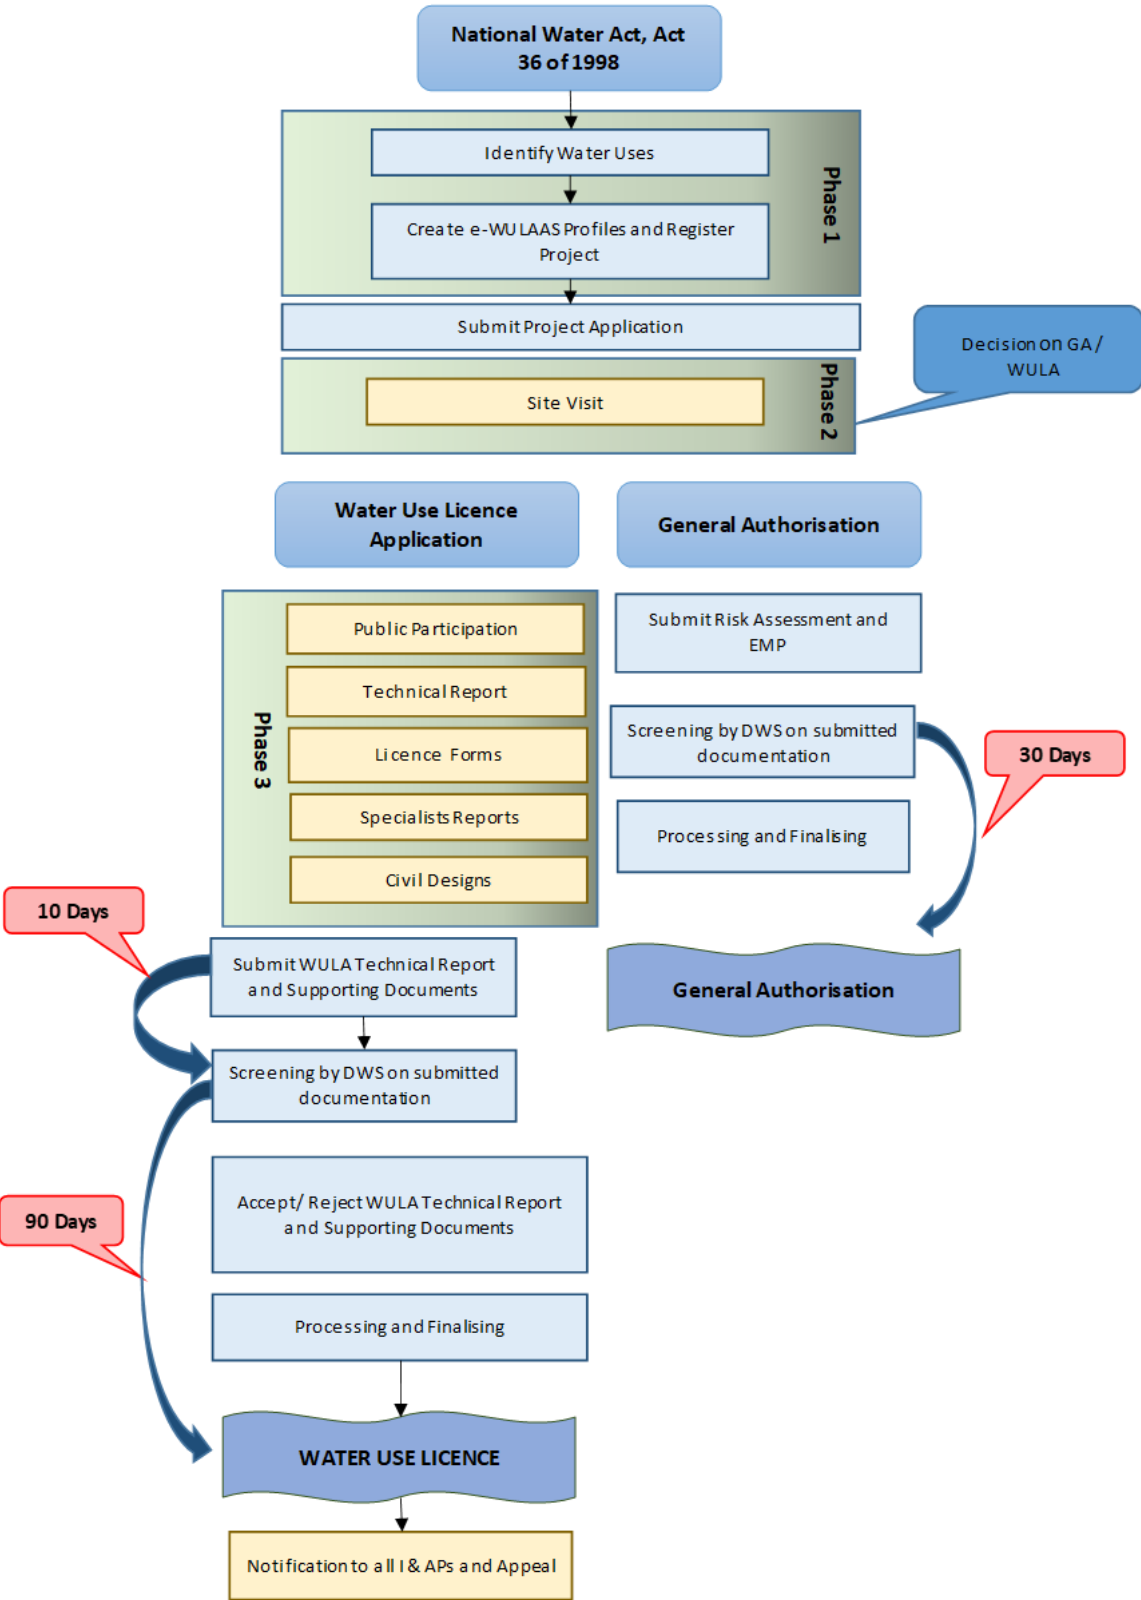 National Water Act, Act
36 of 1998
Identify Water Uses
Create e-WULAAS Profiles and Register
Project
Phase 1
Submit Project Application
Decision on GA /
WULA
Site Visit
Phase 2
Water Use Licence
Application
General Authorisation
Public Participation
Technical Report
Licence Forms
Specialists Reports
Civil Designs
Phase 3
Submit Risk Assessment and
EMP
Screening by DWS on submitted
documentation
30 Days
Processing and Finalising
General Authorisation
10 Days
Submit WULA Technical Report
and Supporting Documents
Screening by DWS on submitted
documentation
90 Days
Accept/ Reject WULA Technical Report
and Supporting Documents
Processing and Finalising
WATER USE LICENCE
Notification to all I & APs and Appeal